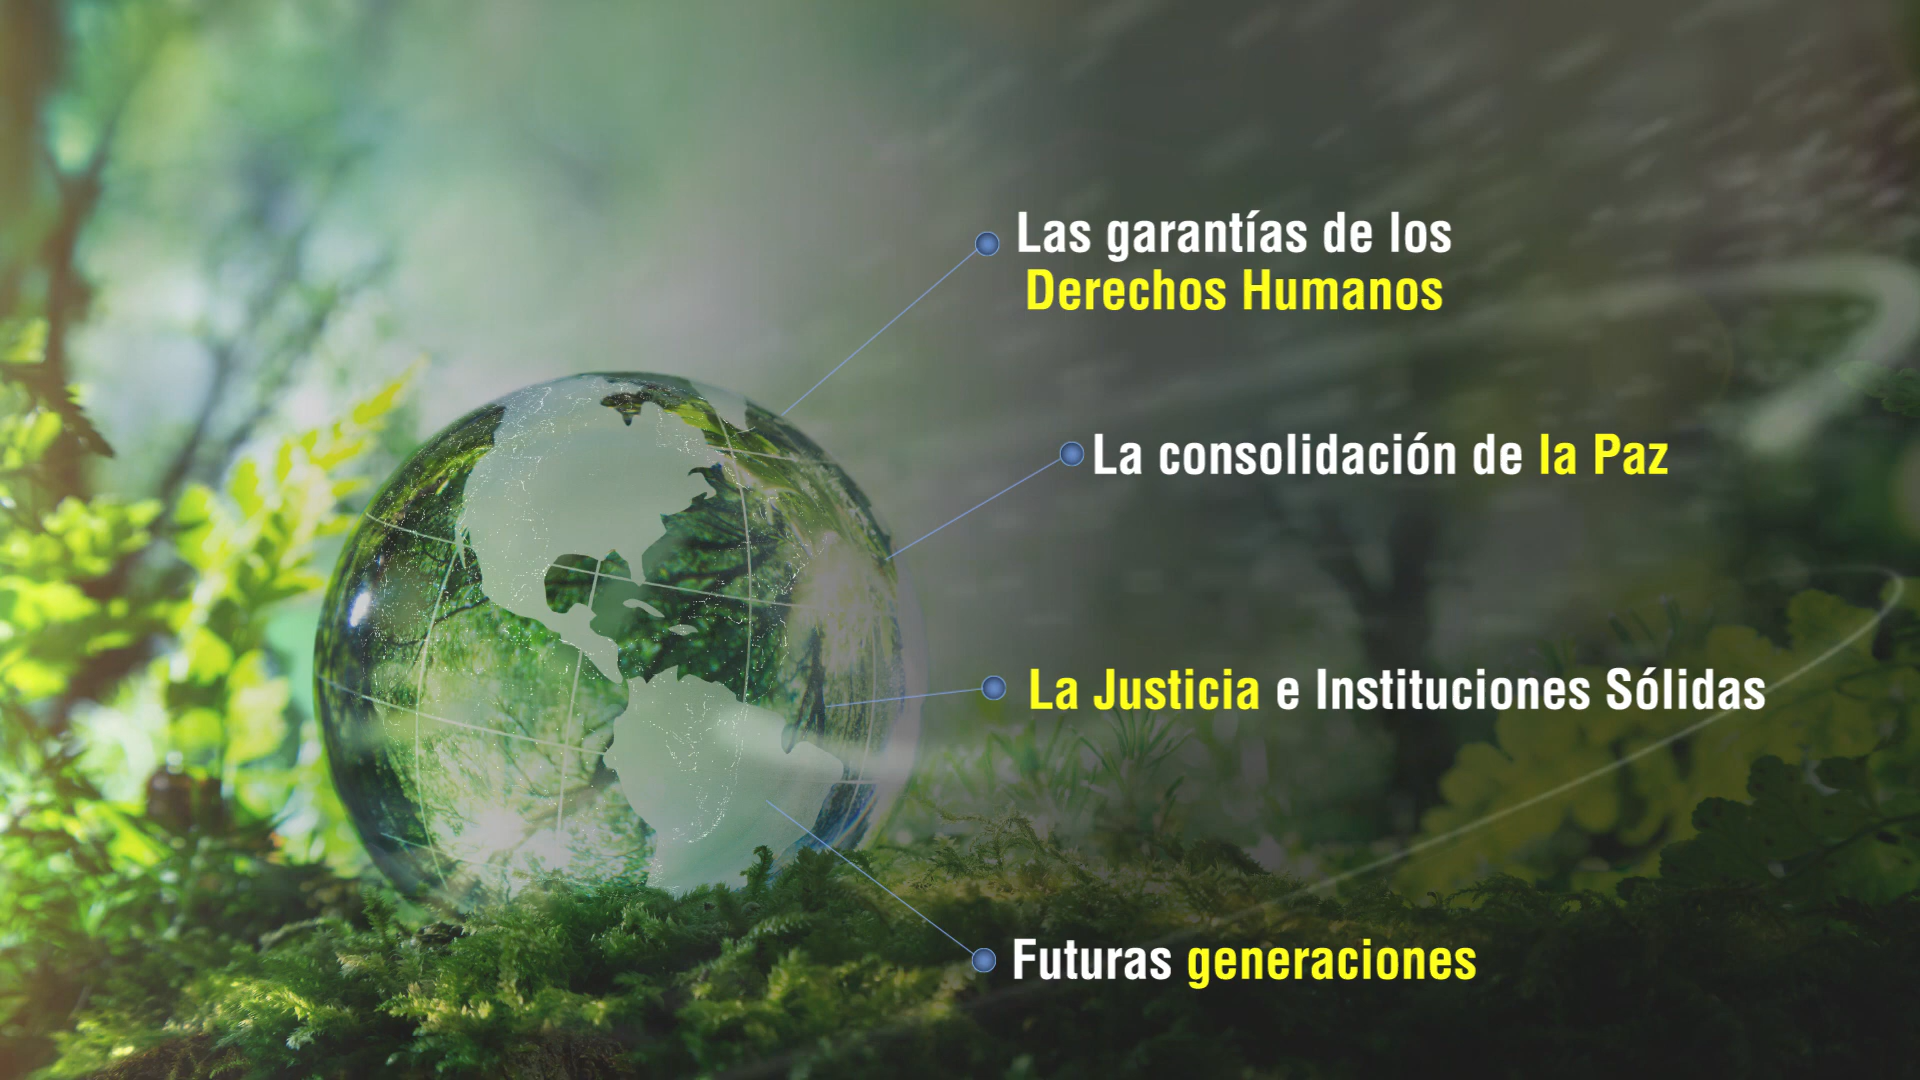 Las garantías de los
Derechos Humanos
La consolidación de la Paz
La Justicia e Instituciones Sólidas
Futuras generaciones